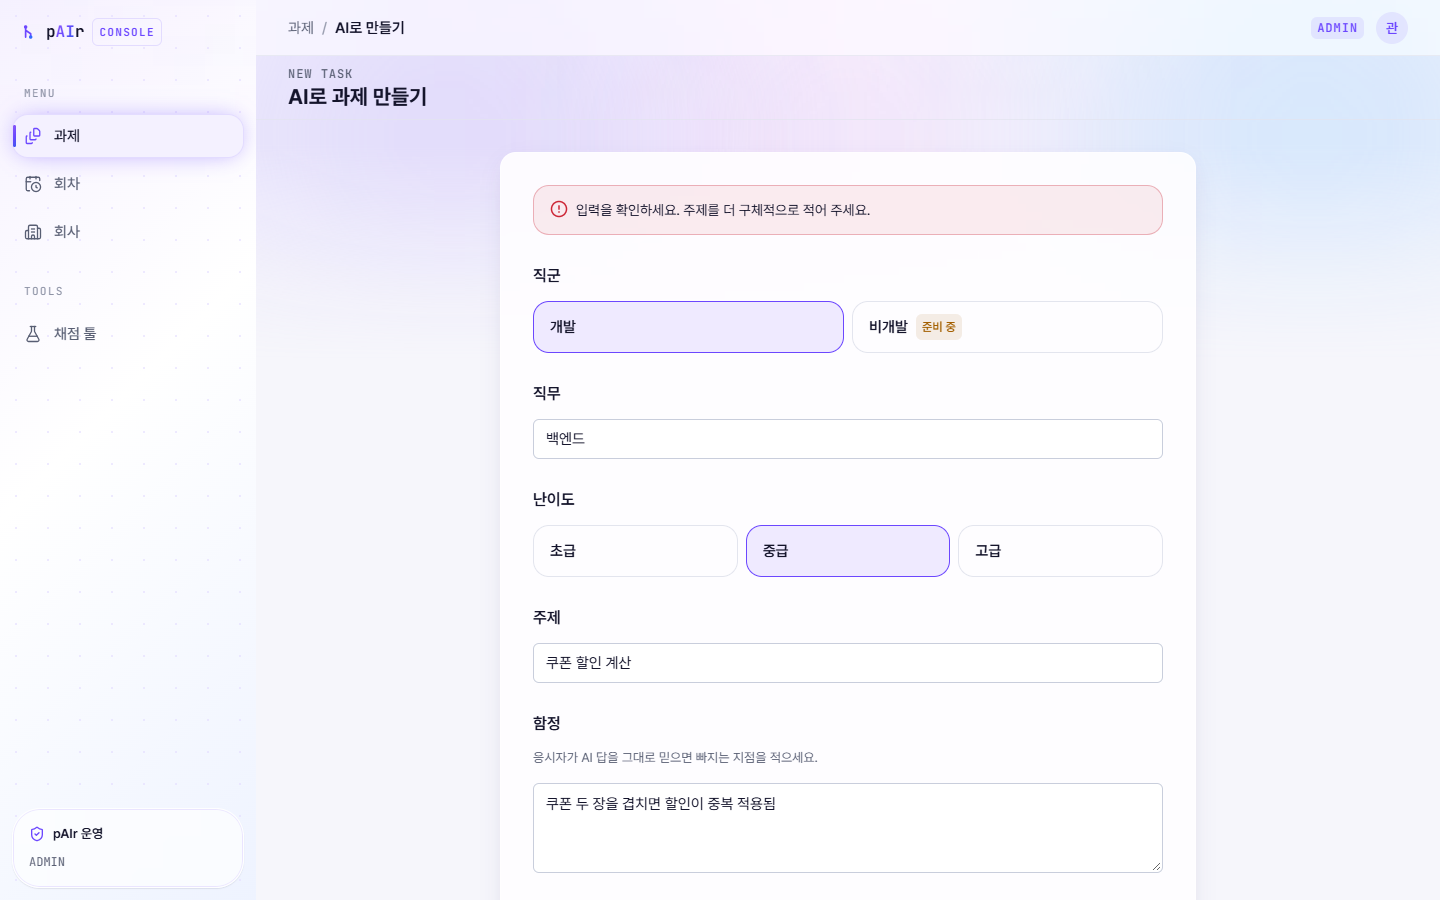 pAIr CONSOLE
과제 / AI로 만들기
ADMIN 관
MENU
과제
회차
회사
TOOLS
채점 툴
pAIr 운영
ADMIN
NEW TASK
AI로 과제 만들기
입력을 확인하세요. 주제를 더 구체적으로 적어 주세요.
직군
개발
비개발 준비 중
직무
백엔드
난이도
초급
중급
고급
주제
쿠폰 할인 계산
함정
응시자가 AI 답을 그대로 믿으면 빠지는 지점을 적으세요.
쿠폰 두 장을 겹치면 할인이 중복 적용됨